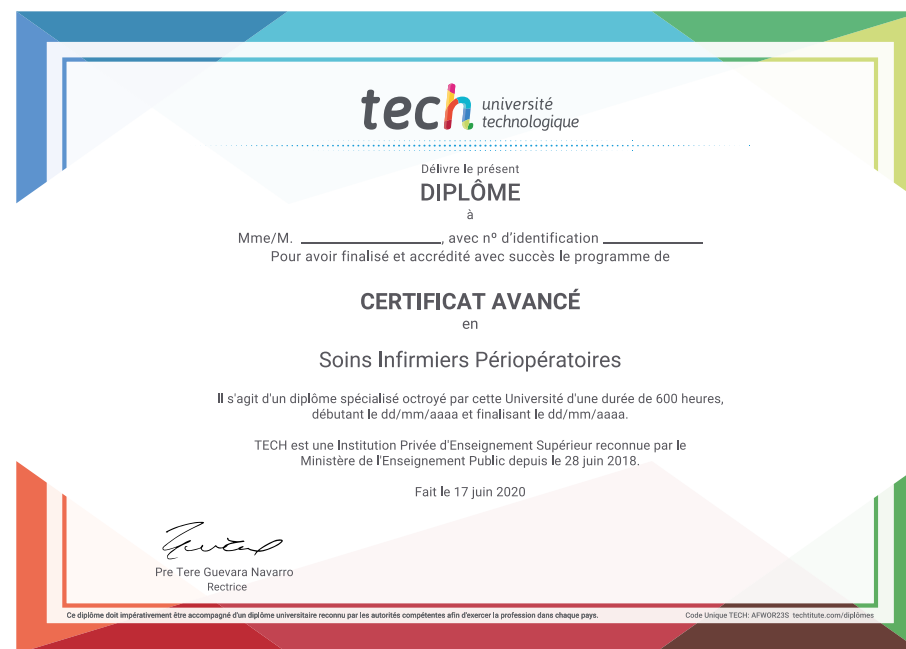 tech université
technologique
Délivre le présent
DIPLÔME
à
Mme/M. ____________________, avec nº d'identification ______________
Pour avoir finalisé et accrédité avec succès le programme de
CERTIFICAT AVANCÉ
en
Soins Infirmiers Périopératoires
Il s'agit d'un diplôme spécialisé octroyé par cette Université d'une durée de 600 heures,
débutant le dd/mm/aaaa et finalisant le dd/mm/aaaa.
TECH est une Institution Privée d'Enseignement Supérieur reconnue par le
Ministère de l'Enseignement Public depuis le 28 juin 2018.
Fait le 17 juin 2020
Pre Tere Guevara Navarro
Rectrice
Ce diplôme doit impérativement être accompagné d'un diplôme universitaire reconnu par les autorités compétentes afin d'exercer la profession dans chaque pays.
Code Unique TECH: AFWOR23S techtitute.com/diplômes